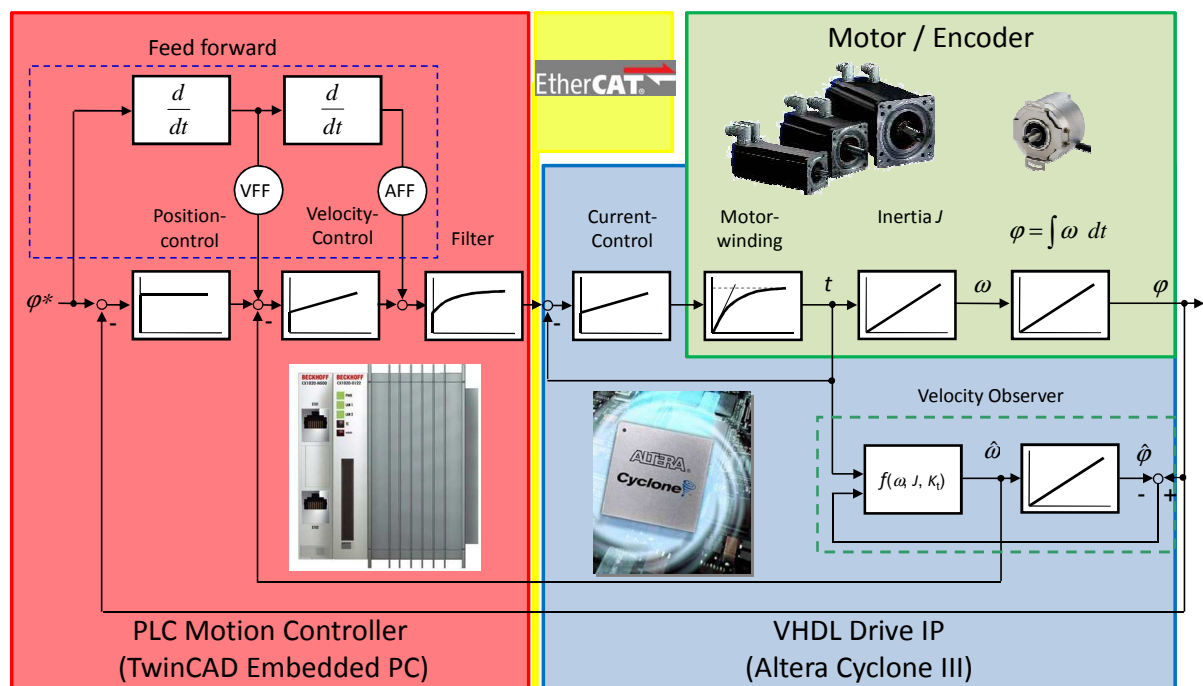 Feed forward
d
dt
d
dt
VFF
AFF
Position-
control
Velocity-
Control
Filter
φ*
-
-
EtherCAT®
Motor / Encoder
Current-
Control
Motor-
winding
Inertia J
φ = ∫ ω dt
-
t
ω
φ
BECKHOFF
BECKHOFF
ALTERA®
Cyclone
Velocity Observer
f(ω, J, Kt)
ω̂
φ̂
-
+
PLC Motion Controller
(TwinCAD Embedded PC)
VHDL Drive IP
(Altera Cyclone III)